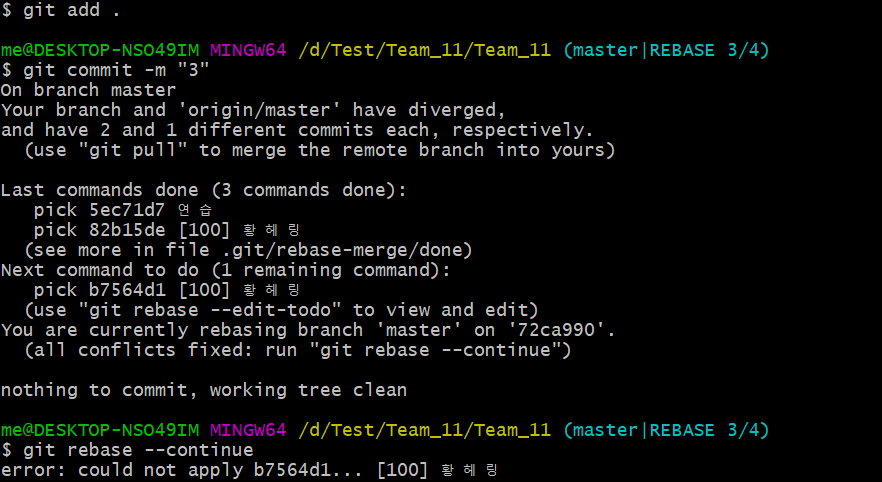 $ git add .
me@DESKTOP-NSO49IM MINGW64 /d/Test/Team_11/Team_11 (master|REBASE 3/4)
$ git commit -m "3"
On branch master
Your branch and 'origin/master' have diverged,
and have 2 and 1 different commits each, respectively.
  (use "git pull" to merge the remote branch into yours)
Last commands done (3 commands done):
   pick 5ec71d7 연습
   pick 82b15de [100] 황헤링
  (see more in file .git/rebase-merge/done)
Next command to do (1 remaining command):
   pick b7564d1 [100] 황헤링
  (use "git rebase --edit-todo" to view and edit)
You are currently rebasing branch 'master' on '72ca990'.
  (all conflicts fixed: run "git rebase --continue")
nothing to commit, working tree clean
me@DESKTOP-NSO49IM MINGW64 /d/Test/Team_11/Team_11 (master|REBASE 3/4)
$ git rebase --continue
error: could not apply b7564d1... [100] 황헤링